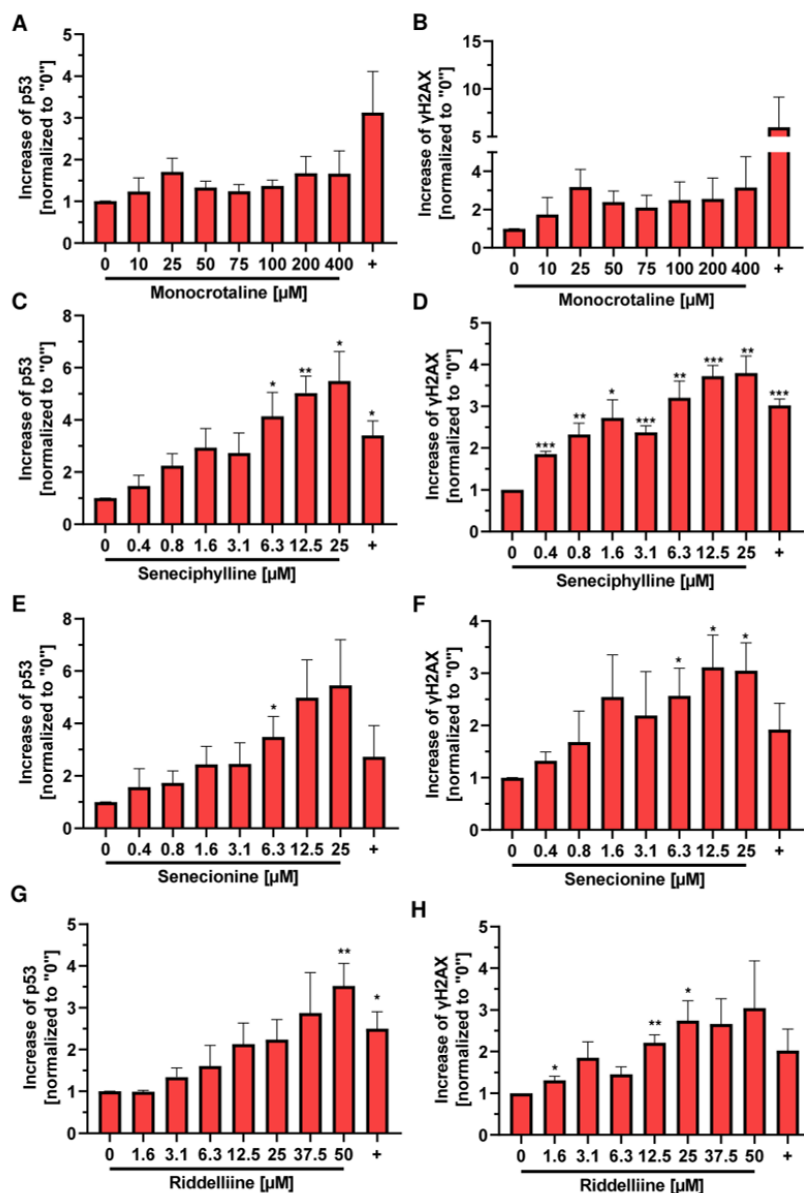 A
Increase of p53
[normalized to "0"]
5
4
3
2
1
0
0 10 25 50 75 100 200 400 +
Monocrotaline [µM]
B
Increase of γH2AX
[normalized to "0"]
15
10
5
4
2
0
0 10 25 50 75 100 200 400 +
Monocrotaline [µM]
C
Increase of p53
[normalized to "0"]
8
6
4
2
0
* ** * *
0 0.4 0.8 1.6 3.1 6.3 12.5 25 +
Seneciphylline [µM]
D
Increase of γH2AX
[normalized to "0"]
5
4
3
2
1
0
*** ** * *** ** *** ** ***
0 0.4 0.8 1.6 3.1 6.3 12.5 25 +
Seneciphylline [µM]
E
Increase of p53
[normalized to "0"]
8
6
4
2
0
*
0 0.4 0.8 1.6 3.1 6.3 12.5 25 +
Senecionine [µM]
F
Increase of γH2AX
[normalized to "0"]
4
3
2
1
0
* * *
0 0.4 0.8 1.6 3.1 6.3 12.5 25 +
Senecionine [µM]
G
Increase of p53
[normalized to "0"]
5
4
3
2
1
0
** *
0 1.6 3.1 6.3 12.5 25 37.5 50 +
Riddelliine [µM]
H
Increase of γH2AX
[normalized to "0"]
5
4
3
2
1
0
* ** *
0 1.6 3.1 6.3 12.5 25 37.5 50 +
Riddelliine [µM]